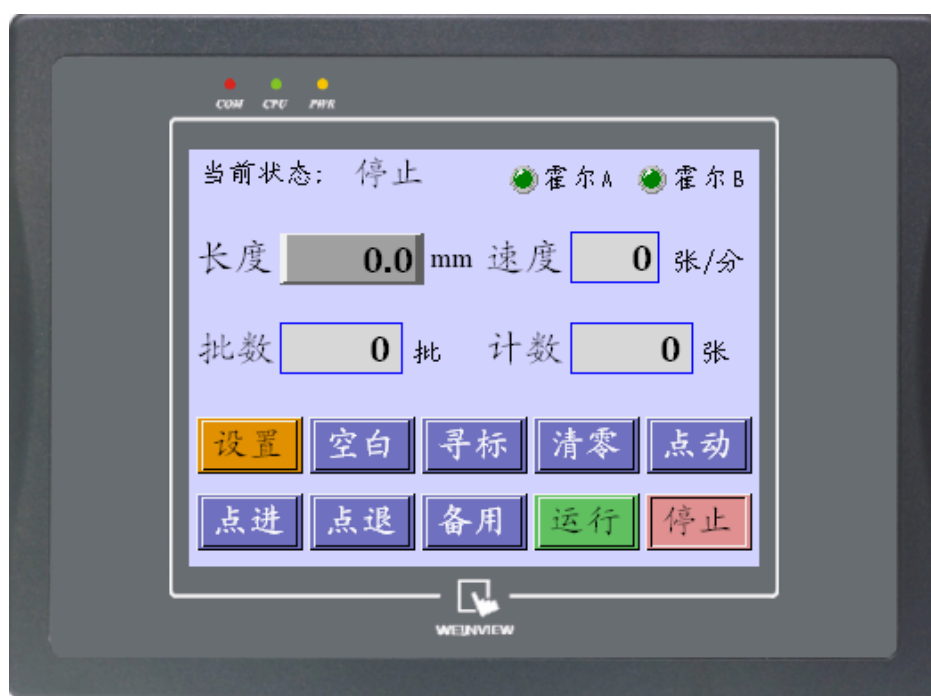 COM CPU PWR
当前状态: 停止 霍尔A 霍尔B
长度 0.0 mm 速度 0 张/分
批数 0 批 计数 0 张
设置 空白 寻标 清零 点动
点进 点退 备用 运行 停止
WEINVIEW